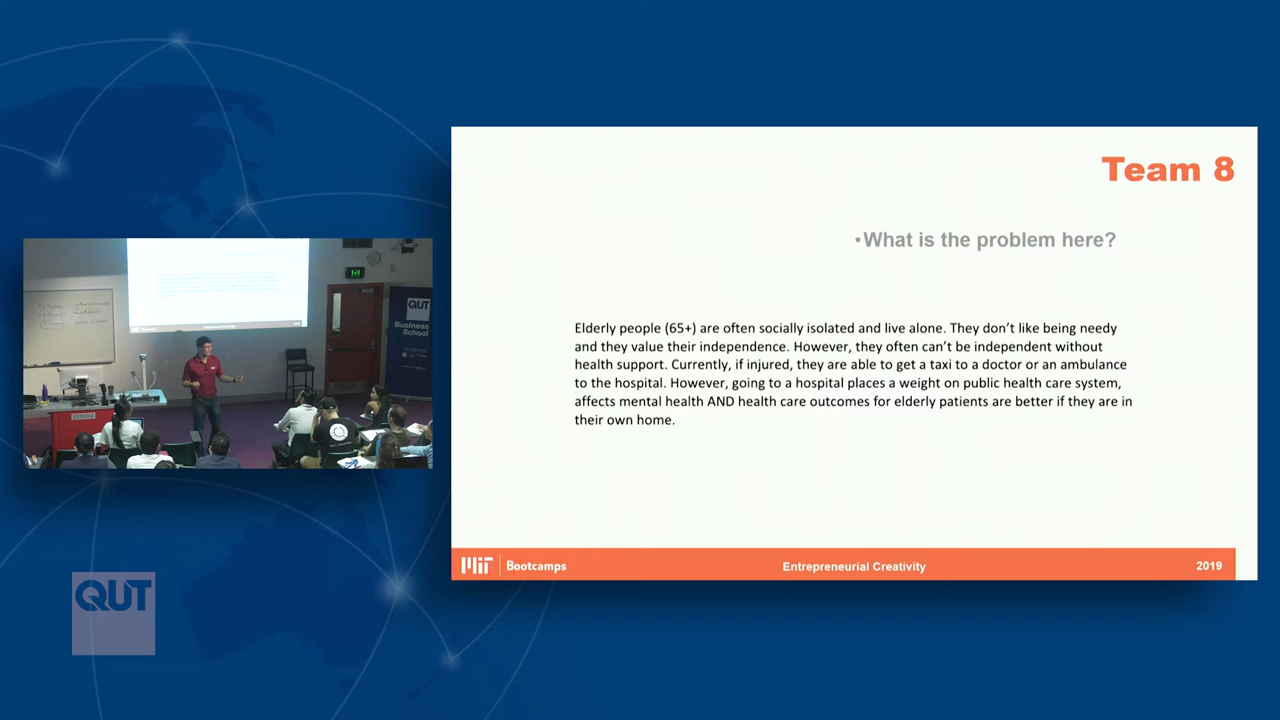 Team 8
•What is the problem here?
Elderly people (65+) are often socially isolated and live alone. They don't like being needy
and they value their independence. However, they often can't be independent without
health support. Currently, if injured, they are able to get a taxi to a doctor or an ambulance
to the hospital. However, going to a hospital places a weight on public health care system,
affects mental health AND health care outcomes for elderly patients are better if they are in
their own home.
QUT
Business
School
MIT Bootcamps
Entrepreneurial Creativity
2019
QUT